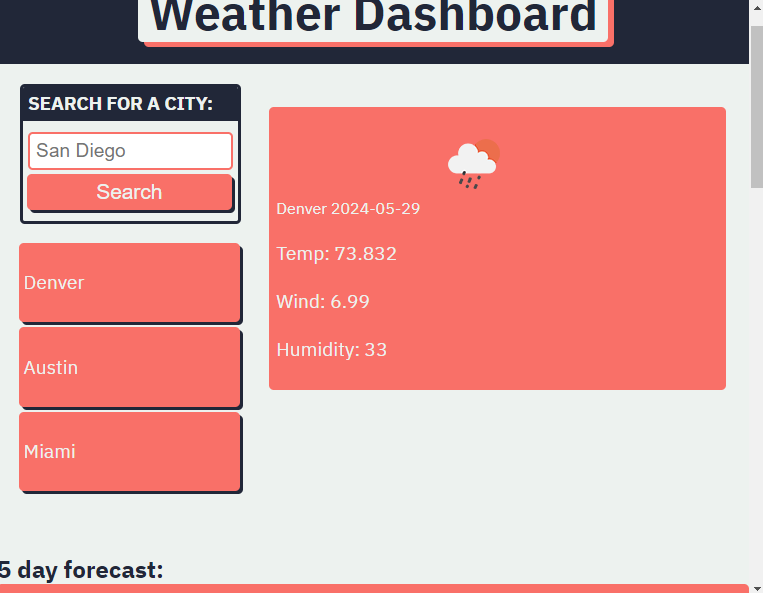 Weather Dashboard
SEARCH FOR A CITY:
San Diego
Search
Denver
Austin
Miami
Denver 2024-05-29
Temp: 73.832
Wind: 6.99
Humidity: 33
5 day forecast: